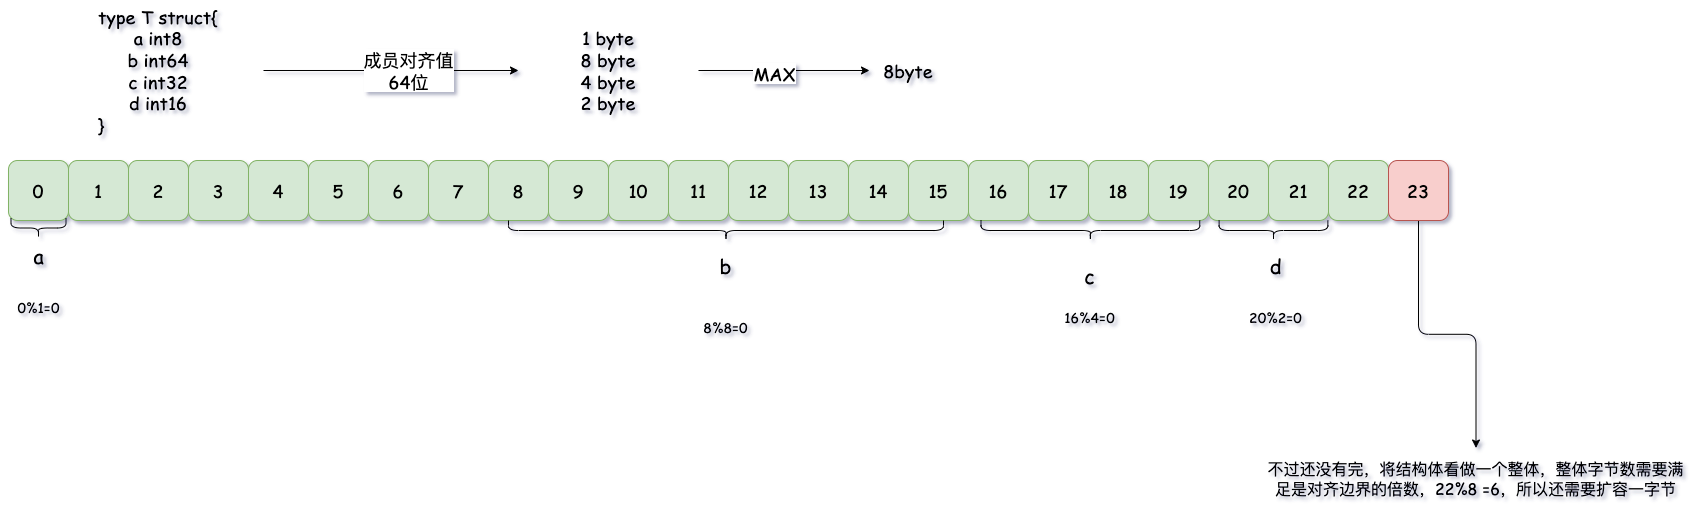 type T struct{
a int8
b int64
c int32
d int16
}
成员对齐值
64位
1 byte
8 byte
4 byte
2 byte
MAX
8byte
0 1 2 3 4 5 6 7 8 9 10 11 12 13 14 15 16 17 18 19 20 21 22 23
a
b
c
d
0%1=0
8%8=0
16%4=0
20%2=0
不过还没有完，将结构体看做一个整体，整体字节数需要满
足是对齐边界的倍数，22%8 =6，所以还需要扩容一字节